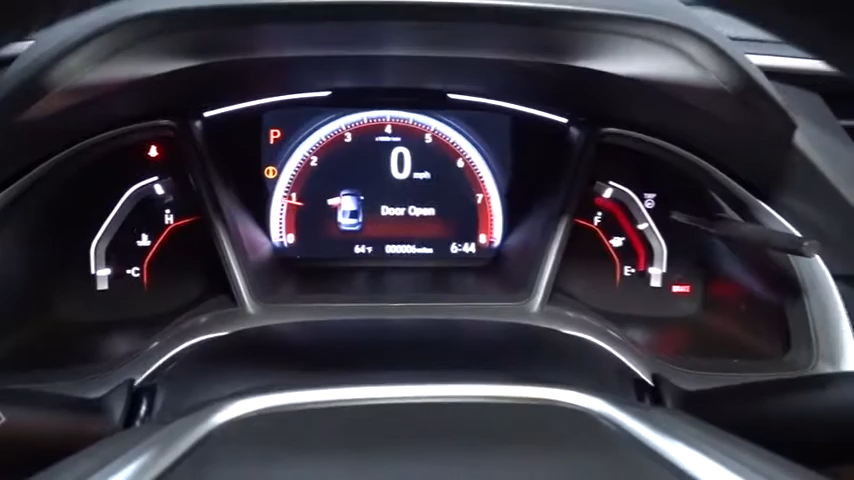 P
0 1 2 3 4 5 6 7 8
0 mph
Door Open
64°F 000006 miles 6:44
H
C
F
E
BRAKE